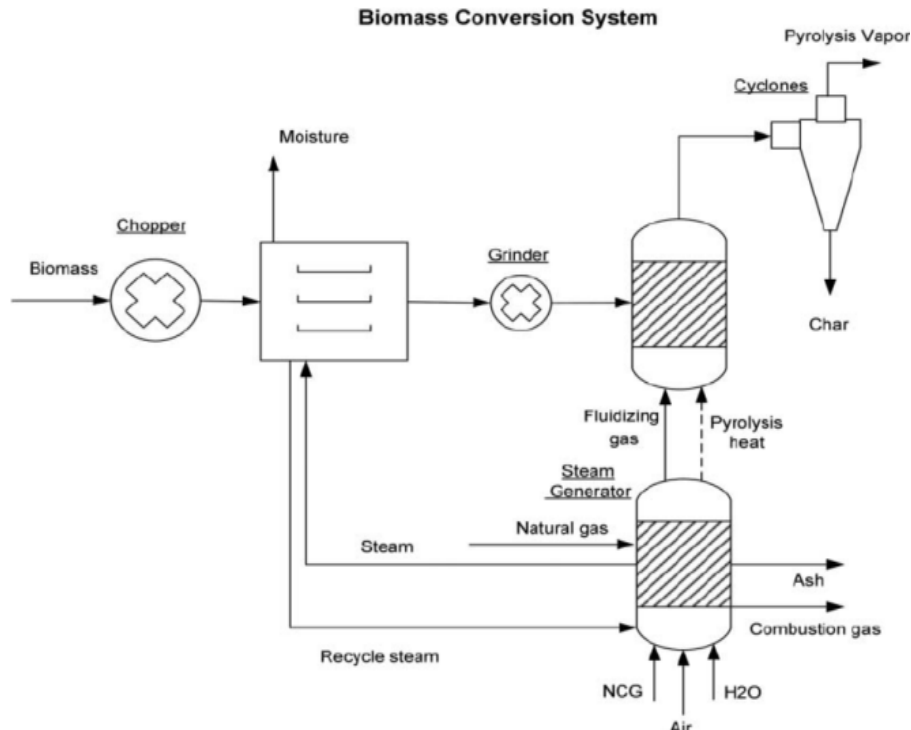 Biomass Conversion System
Pyrolysis Vapor
Cyclones
Moisture
Chopper
Biomass
Grinder
Char
Fluidizing
gas
Pyrolysis
heat
Steam
Generator
Natural gas
Steam
Ash
Combustion gas
Recycle steam
NCG
H2O
Air